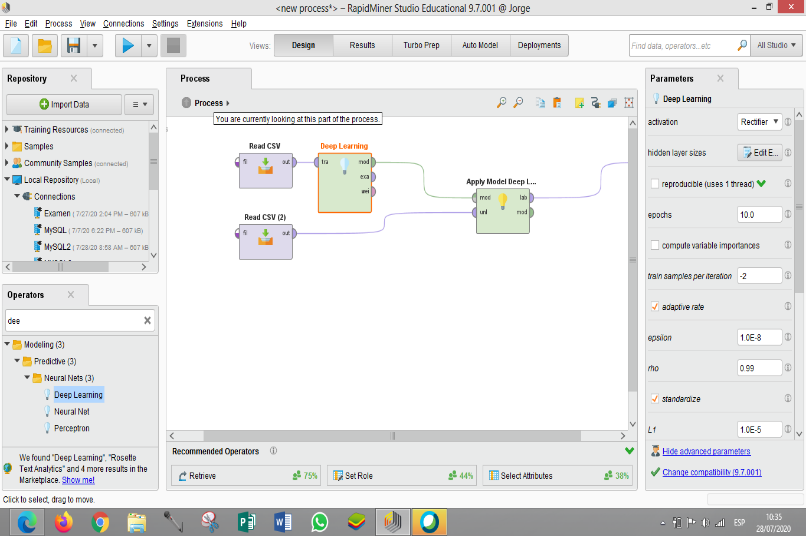 <new process*> – RapidMiner Studio Educational 9.7.001 @ Jorge
File Edit Process View Connections Settings Extensions Help
Views: Design Results Turbo Prep Auto Model Deployments
Find data, operators...etc All Studio
Repository
Import Data
Training Resources (connected)
Samples
Community Samples (connected)
Local Repository (Local)
Connections
Examen (7/27/20 2:04 PM – 607 kB
MySQL (7/7/20 6:22 PM – 607 kB)
MySQL2 (7/28/20 8:58 AM – 607 kB
Operators
dee
Modeling (3)
Predictive (3)
Neural Nets (3)
Deep Learning
Neural Net
Perceptron
We found "Deep Learning", "Rosette
Text Analytics" and 4 more results in the
Marketplace. Show me!
Click to select, drag to move.
Process
Process
You are currently looking at this part of the process.
Read CSV
fil out
Deep Learning
tra mod
exa
wei
Read CSV (2)
fil out
Apply Model Deep L...
mod lab
unl mod
Recommended Operators
Retrieve 75%
Set Role 44%
Select Attributes 38%
Parameters
Deep Learning
activation Rectifier
hidden layer sizes Edit E...
reproducible (uses 1 thread)
epochs 10.0
compute variable importances
train samples per iteration -2
adaptive rate
epsilon 1.0E-8
rho 0.99
standardize
L1 1.0E-5
Hide advanced parameters
Change compatibility (9.7.001)
ESP
10:35
28/07/2020